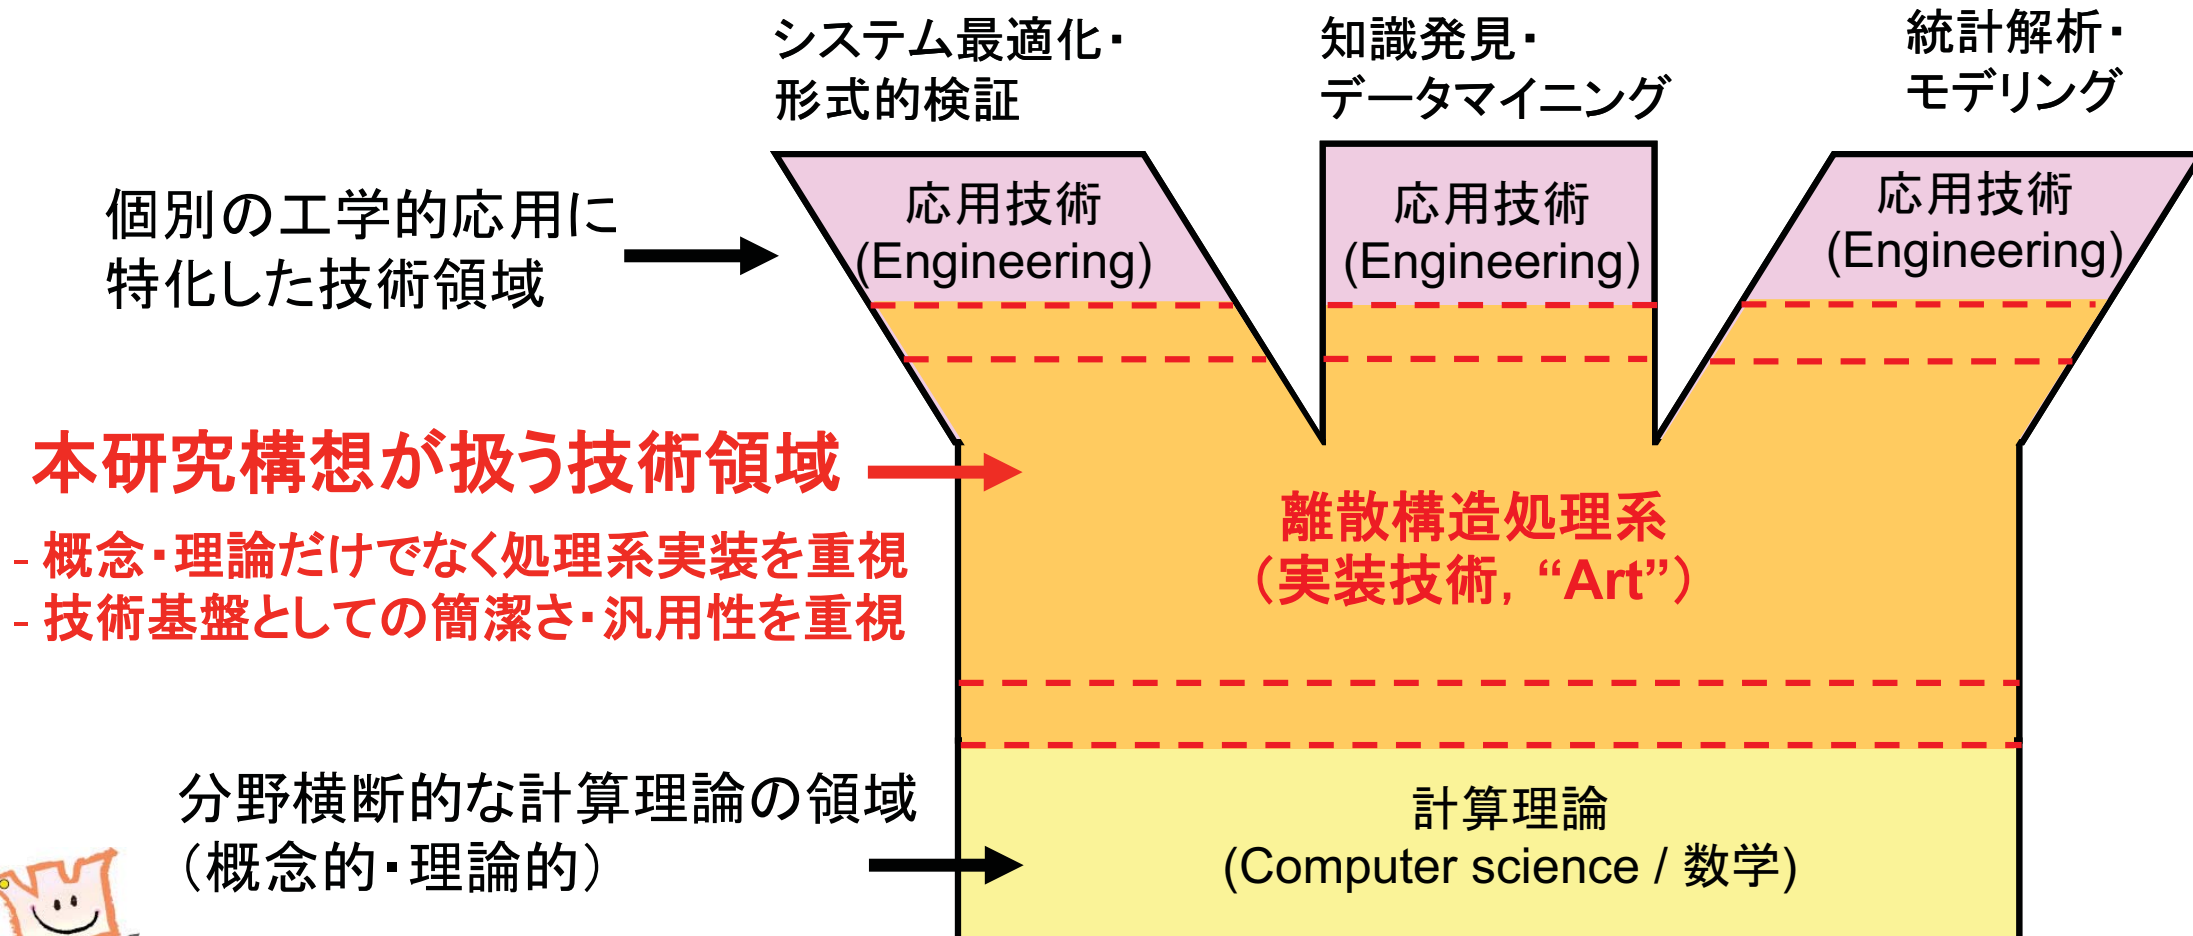 システム最適化・
形式的検証
知識発見・
データマイニング
統計解析・
モデリング
個別の工学的応用に
特化した技術領域
応用技術
(Engineering)
応用技術
(Engineering)
応用技術
(Engineering)
本研究構想が扱う技術領域
- 概念・理論だけでなく処理系実装を重視
- 技術基盤としての簡潔さ・汎用性を重視
離散構造処理系
（実装技術, “Art”）
分野横断的な計算理論の領域
（概念的・理論的）
計算理論
(Computer science / 数学)